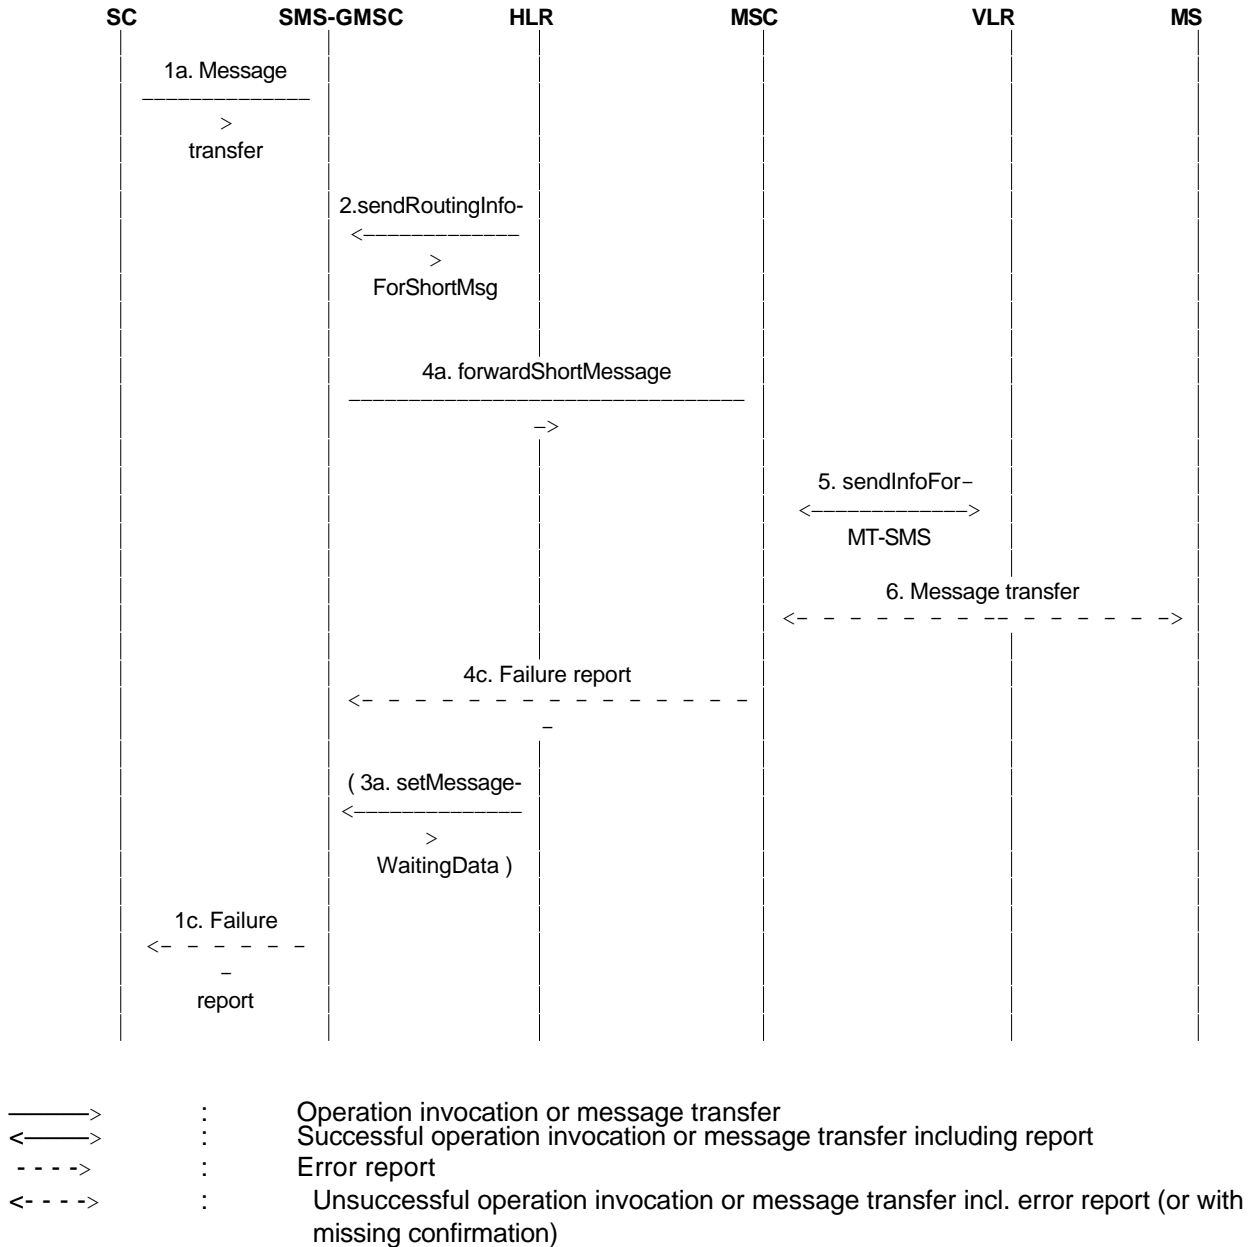 SC SMS-GMSC HLR MSC VLR MS
1a. Message
transfer
2.sendRoutingInfo-
ForShortMsg
4a. forwardShortMessage
5. sendInfoFor-
MT-SMS
6. Message transfer
4c. Failure report
( 3a. setMessage-
WaitingData )
1c. Failure
report
: Operation invocation or message transfer
: Successful operation invocation or message transfer including report
: Error report
: Unsuccessful operation invocation or message transfer incl. error report (or with
missing confirmation)